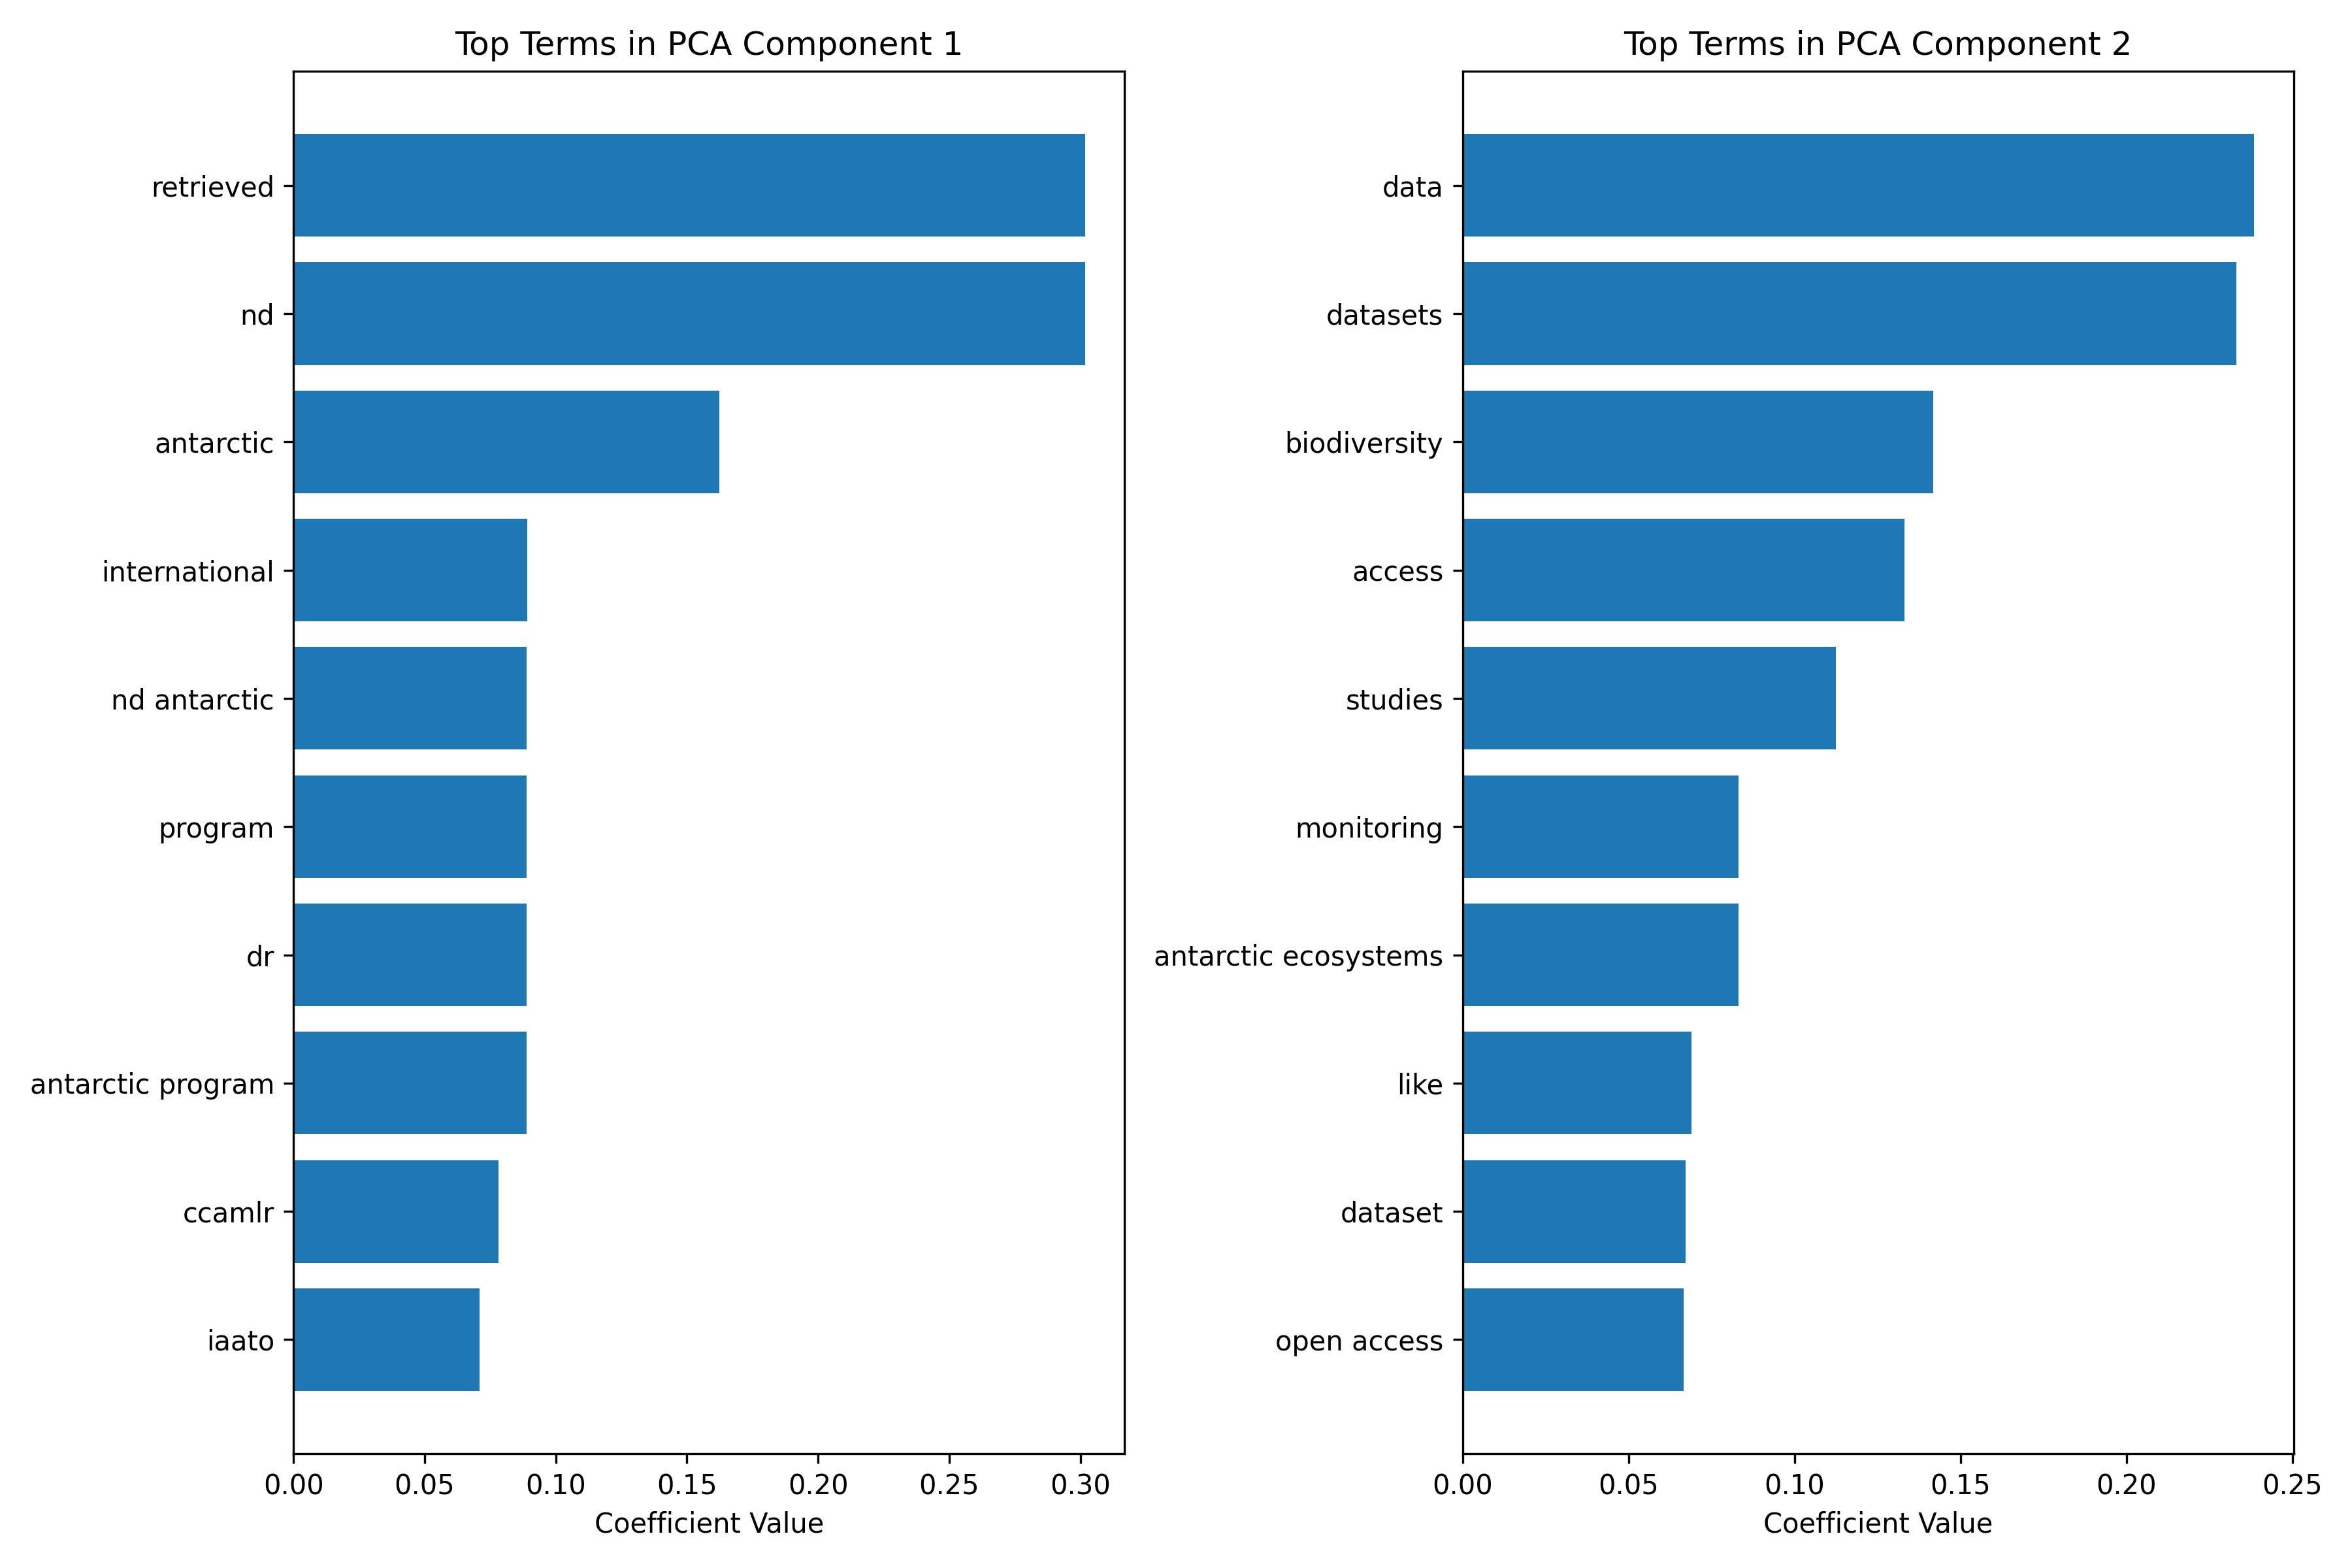 Top Terms in PCA Component 1
retrieved
nd
antarctic
international
nd antarctic
program
dr
antarctic program
ccamlr
iaato
0.00 0.05 0.10 0.15 0.20 0.25 0.30
Coefficient Value
Top Terms in PCA Component 2
data
datasets
biodiversity
access
studies
monitoring
antarctic ecosystems
like
dataset
open access
0.00 0.05 0.10 0.15 0.20 0.25
Coefficient Value